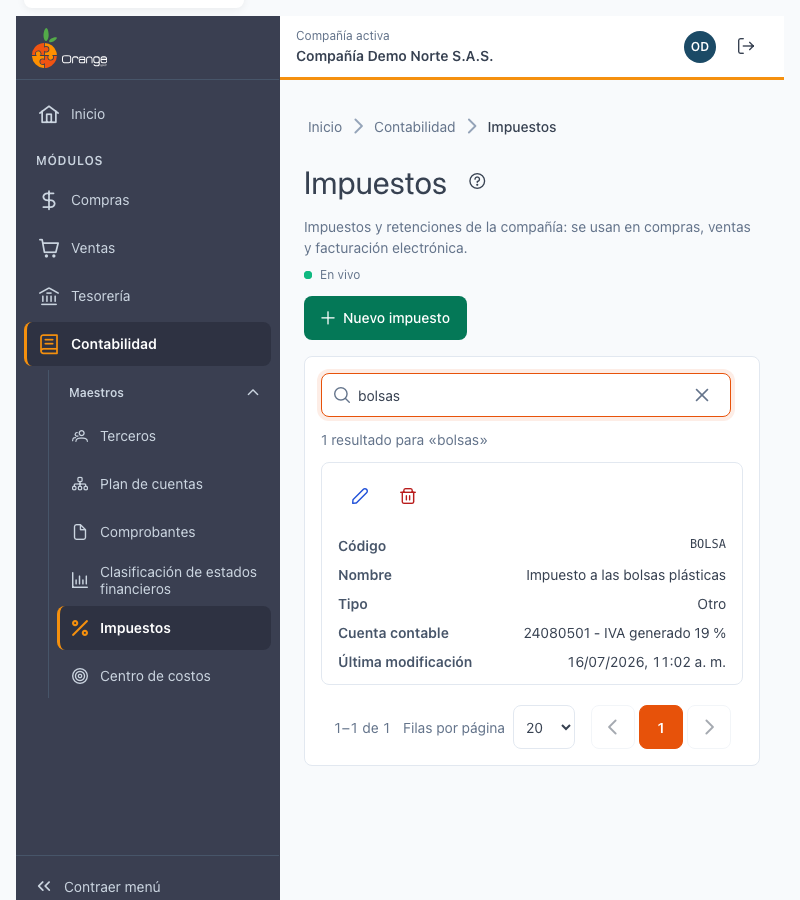 Orange
Compañía activa
Compañía Demo Norte S.A.S.
OD
Inicio
MÓDULOS
Compras
Ventas
Tesorería
Contabilidad
Maestros
Terceros
Plan de cuentas
Comprobantes
Clasificación de estados
financieros
Impuestos
Centro de costos
Contraer menú
Inicio > Contabilidad > Impuestos
Impuestos
Impuestos y retenciones de la compañía: se usan en compras, ventas
y facturación electrónica.
En vivo
+ Nuevo impuesto
bolsas
1 resultado para «bolsas»
Código BOLSA
Nombre Impuesto a las bolsas plásticas
Tipo Otro
Cuenta contable 24080501 - IVA generado 19 %
Última modificación 16/07/2026, 11:02 a. m.
1–1 de 1 Filas por página 20 1